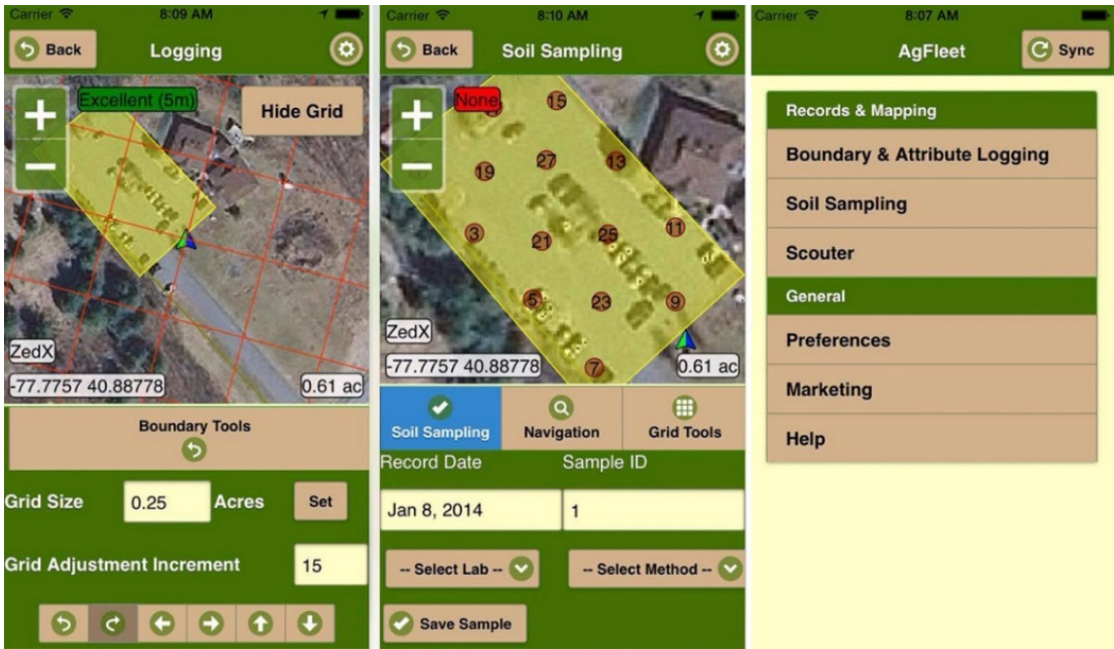 Carrier 8:09 AM
Back Logging
Excellent (5m)
Hide Grid
+
−
ZedX
-77.7757 40.88778
0.61 ac
Boundary Tools
Grid Size 0.25 Acres Set
Grid Adjustment Increment 15
Carrier 8:10 AM
Back Soil Sampling
None
+
−
15
27 13
19
3 21 25 11
5 23 9
7
ZedX
-77.7757 40.88778
0.61 ac
Soil Sampling Navigation Grid Tools
Record Date Sample ID
Jan 8, 2014 1
-- Select Lab -- -- Select Method --
Save Sample
Carrier 8:07 AM
AgFleet Sync
Records & Mapping
Boundary & Attribute Logging
Soil Sampling
Scouter
General
Preferences
Marketing
Help